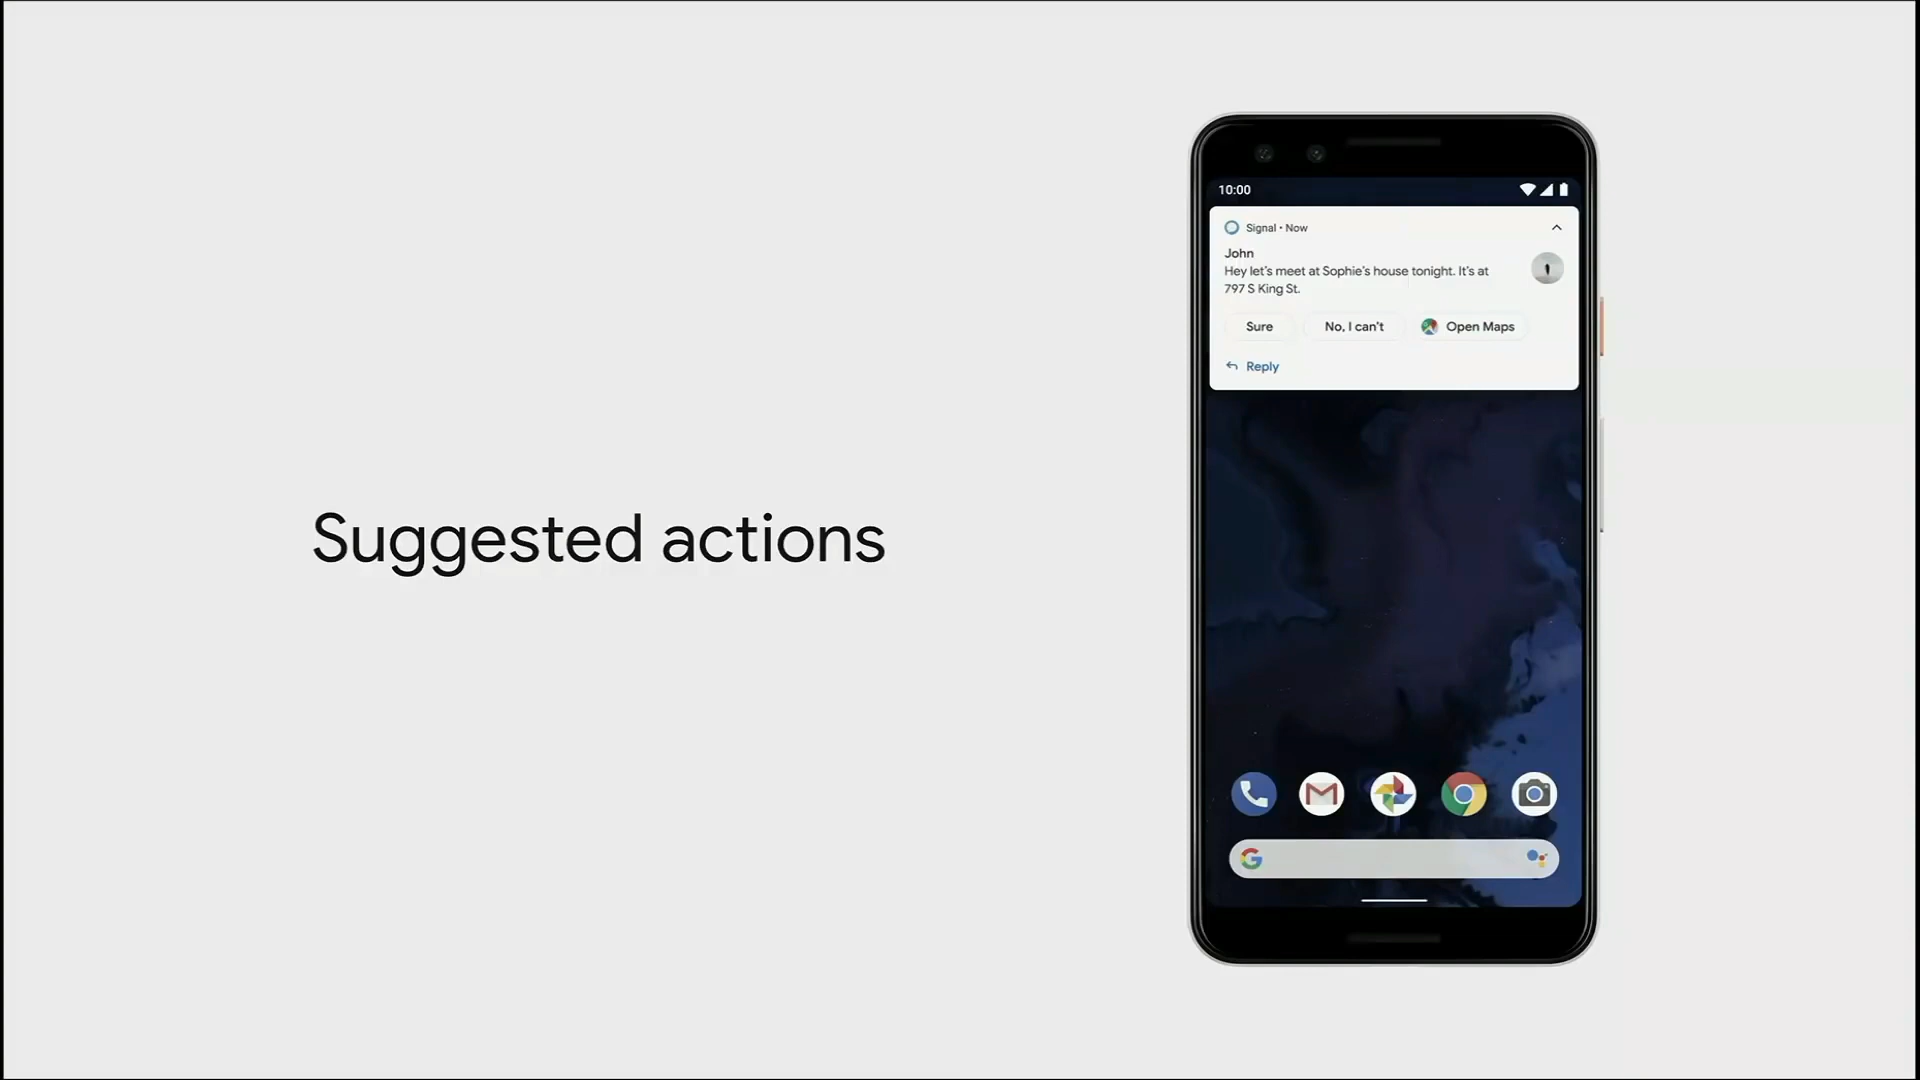 Suggested actions
10:00
Signal • Now
John
Hey let's meet at Sophie's house tonight. It's at
797 S King St.
Sure
No, I can't
Open Maps
Reply